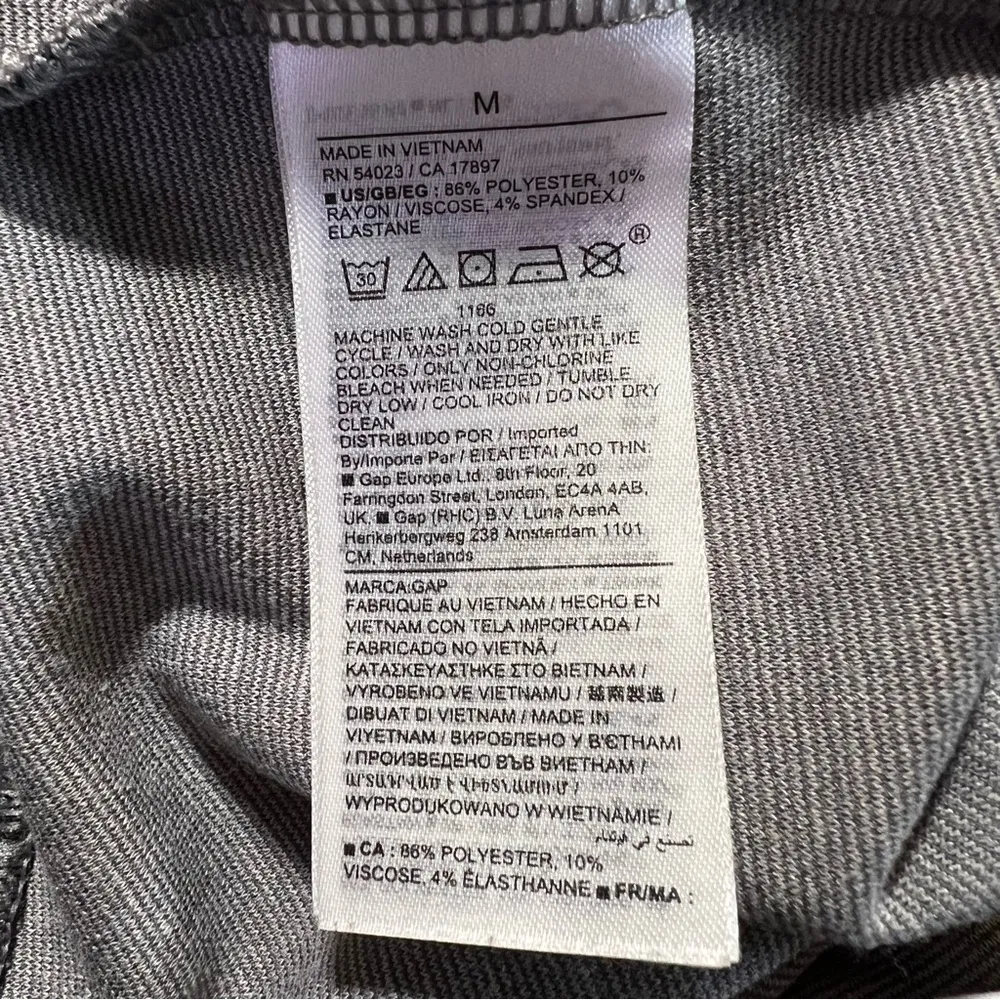 M
MADE IN VIETNAM
RN 54023 / CA 17897
■ US/GB/EG : 86% POLYESTER, 10%
RAYON / VISCOSE, 4% SPANDEX /
ELASTANE
30
®
1166
MACHINE WASH COLD GENTLE
CYCLE / WASH AND DRY WITH LIKE
COLORS / ONLY NON-CHLORINE
BLEACH WHEN NEEDED / TUMBLE
DRY LOW / COOL IRON / DO NOT DRY
CLEAN
DISTRIBUIDO POR / Imported
By/Importe Par / ΕΙΣΑΓΕΤΑΙ ΑΠΟ ΤΗΝ:
■ Gap Europe Ltd., 8th Floor, 20
Farringdon Street, London, EC4A 4AB,
UK. ■ Gap (RHC) B.V. Luna ArenA
Herikerbergweg 238 Amsterdam 1101
CM, Netherlands
MARCA:GAP
FABRIQUE AU VIETNAM / HECHO EN
VIETNAM CON TELA IMPORTADA /
FABRICADO NO VIETNÃ /
ΚΑΤΑΣΚΕΥΑΣΤΗΚΕ ΣΤΟ ΒΙΕΤΝΑΜ /
VYROBENO VE VIETNAMU / 越南製造 /
DIBUAT DI VIETNAM / MADE IN
VIYETNAM / ВИРОБЛЕНО У В'ЄТНАМІ
/ ПРОИЗВЕДЕНО ВЪВ ВИЕТНАМ /
ԱՐՏԱԴՐՎԱԾ Է ՎԻԵՏՆԱՄՈՒՄ /
WYPRODUKOWANO W WIETNAMIE /
تصنيع في فيتنام
■ CA : 86% POLYESTER, 10%
VISCOSE, 4% ÉLASTHANNE ■ FR/MA :